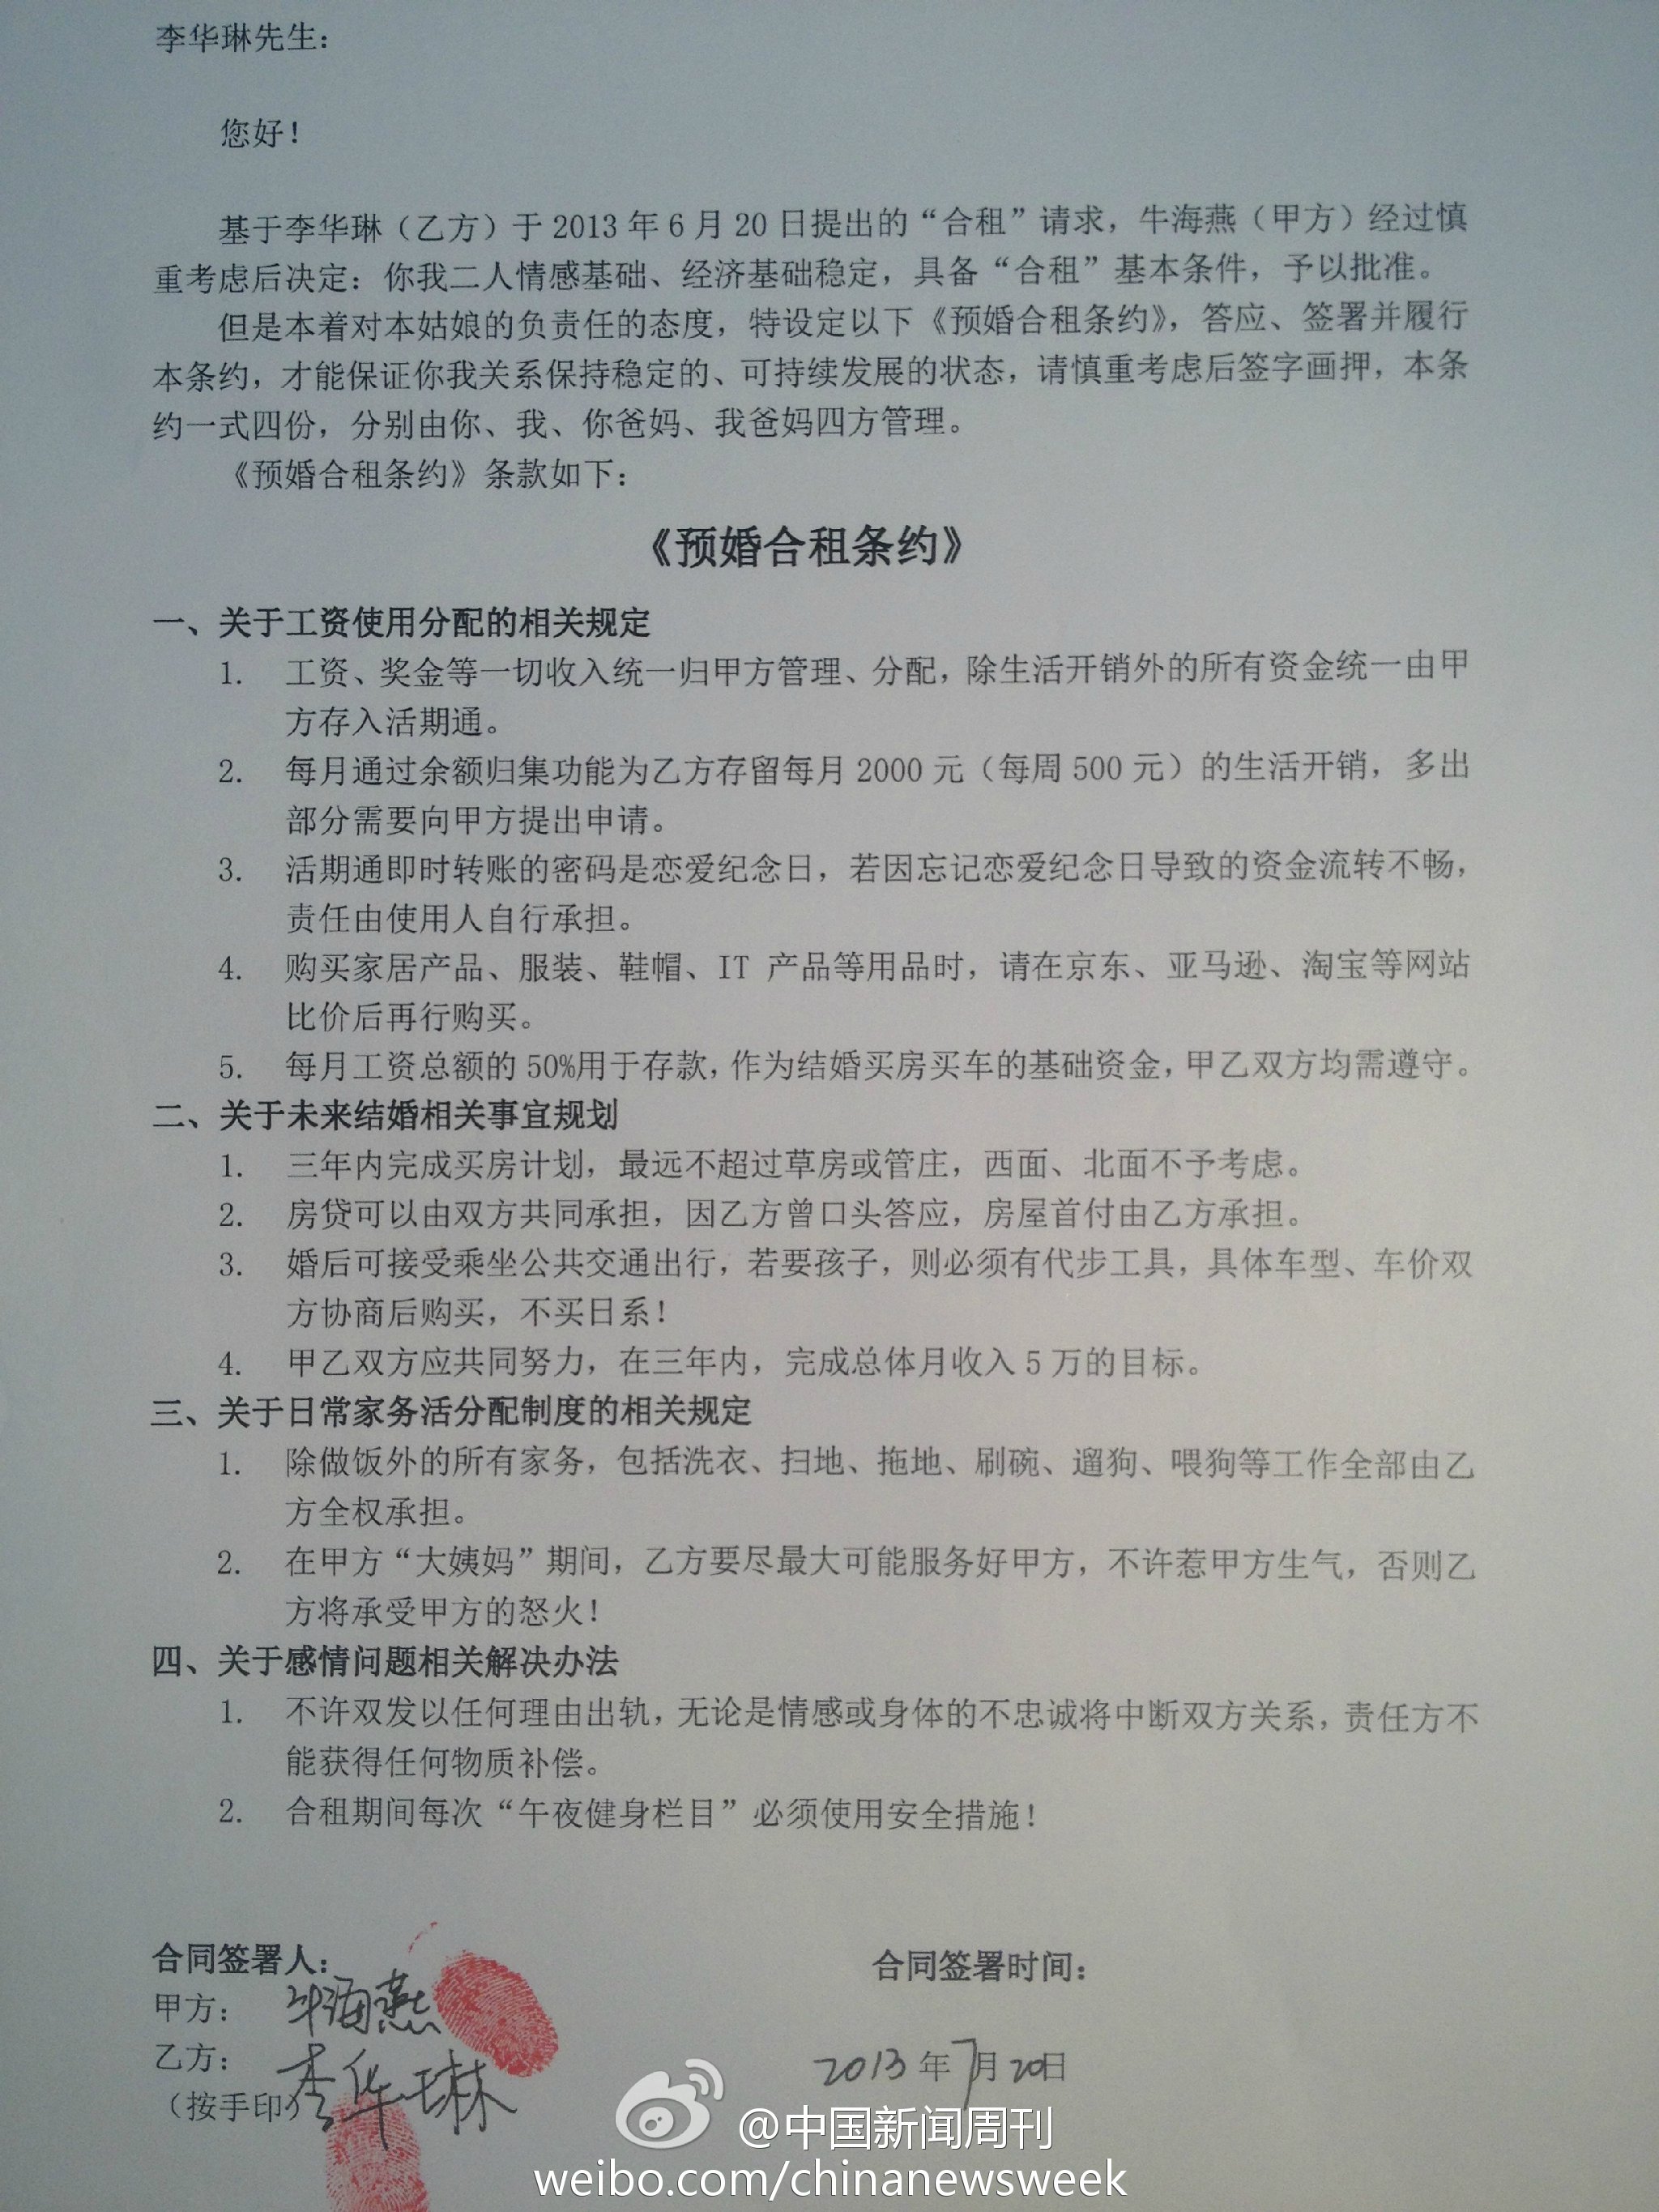 李华琳先生：
您好！
基于李华琳（乙方）于 2013 年 6 月 20 日提出的“合租”请求，牛海燕（甲方）经过慎
重考虑后决定：你我二人情感基础、经济基础稳定，具备“合租”基本条件，予以批准。
但是本着对本姑娘的负责任的态度，特设定以下《预婚合租条约》，答应、签署并履行
本条约，才能保证你我关系保持稳定的、可持续发展的状态，请慎重考虑后签字画押，本条
约一式四份，分别由你、我、你爸妈、我爸妈四方管理。
《预婚合租条约》条款如下：
《预婚合租条约》
一、关于工资使用分配的相关规定
1. 工资、奖金等一切收入统一归甲方管理、分配，除生活开销外的所有资金统一由甲
方存入活期通。
2. 每月通过余额归集功能为乙方存留每月 2000 元（每周 500 元）的生活开销，多出
部分需要向甲方提出申请。
3. 活期通即时转账的密码是恋爱纪念日，若因忘记恋爱纪念日导致的资金流转不畅，
责任由使用人自行承担。
4. 购买家居产品、服装、鞋帽、IT 产品等用品时，请在京东、亚马逊、淘宝等网站
比价后再行购买。
5. 每月工资总额的 50%用于存款，作为结婚买房买车的基础资金，甲乙双方均需遵守。
二、关于未来结婚相关事宜规划
1. 三年内完成买房计划，最远不超过草房或管庄，西面、北面不予考虑。
2. 房贷可以由双方共同承担，因乙方曾口头答应，房屋首付由乙方承担。
3. 婚后可接受乘坐公共交通出行，若要孩子，则必须有代步工具，具体车型、车价双
方协商后购买，不买日系！
4. 甲乙双方应共同努力，在三年内，完成总体月收入 5 万的目标。
三、关于日常家务活分配制度的相关规定
1. 除做饭外的所有家务，包括洗衣、扫地、拖地、刷碗、遛狗、喂狗等工作全部由乙
方全权承担。
2. 在甲方“大姨妈”期间，乙方要尽最大可能服务好甲方，不许惹甲方生气，否则乙
方将承受甲方的怒火！
四、关于感情问题相关解决办法
1. 不许双发以任何理由出轨，无论是情感或身体的不忠诚将中断双方关系，责任方不
能获得任何物质补偿。
2. 合租期间每次“午夜健身栏目”必须使用安全措施！
合同签署人： 合同签署时间：
甲方： 牛海燕
乙方： 李华琳 2013 年 7月 20日
（按手印）
@中国新闻周刊
weibo.com/chinanewsweek